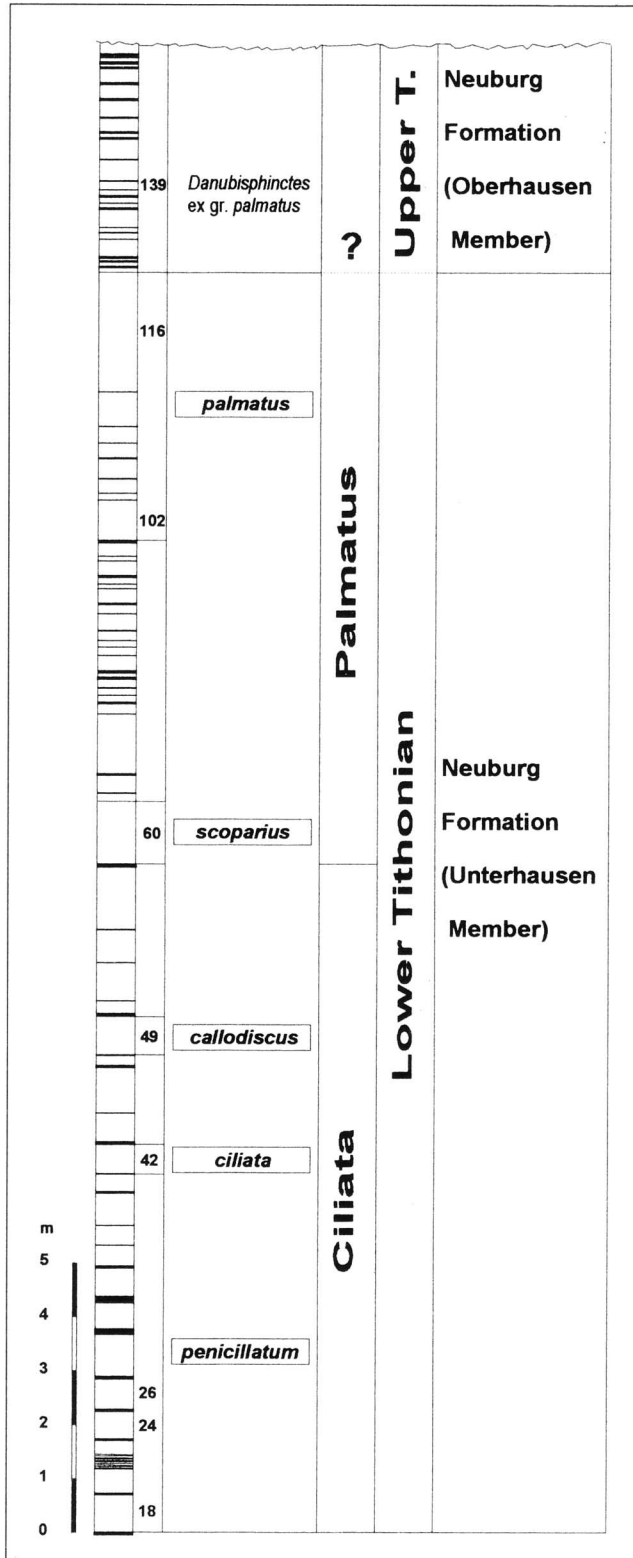 Neuburg
Formation
(Oberhausen
Member)
Upper T.
?
139
Danubisphinctes
ex gr. palmatus
116
palmatus
102
Palmatus
Lower Tithonian
Neuburg
Formation
(Unterhausen
Member)
60
scoparius
49
callodiscus
42
ciliata
Ciliata
m
5
4
3
2
1
0
penicillatum
26
24
18